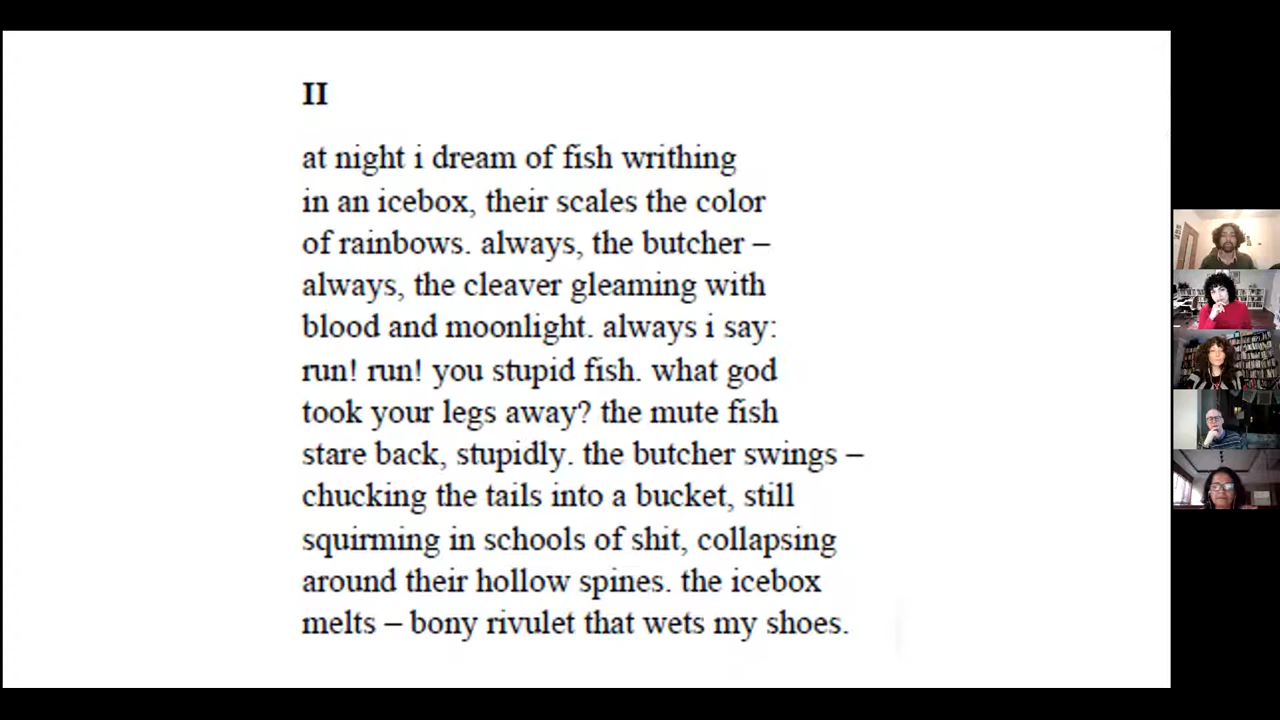 II
at night i dream of fish writhing
in an icebox, their scales the color
of rainbows. always, the butcher –
always, the cleaver gleaming with
blood and moonlight. always i say:
run! run! you stupid fish. what god
took your legs away? the mute fish
stare back, stupidly. the butcher swings –
chucking the tails into a bucket, still
squirming in schools of shit, collapsing
around their hollow spines. the icebox
melts – bony rivulet that wets my shoes.